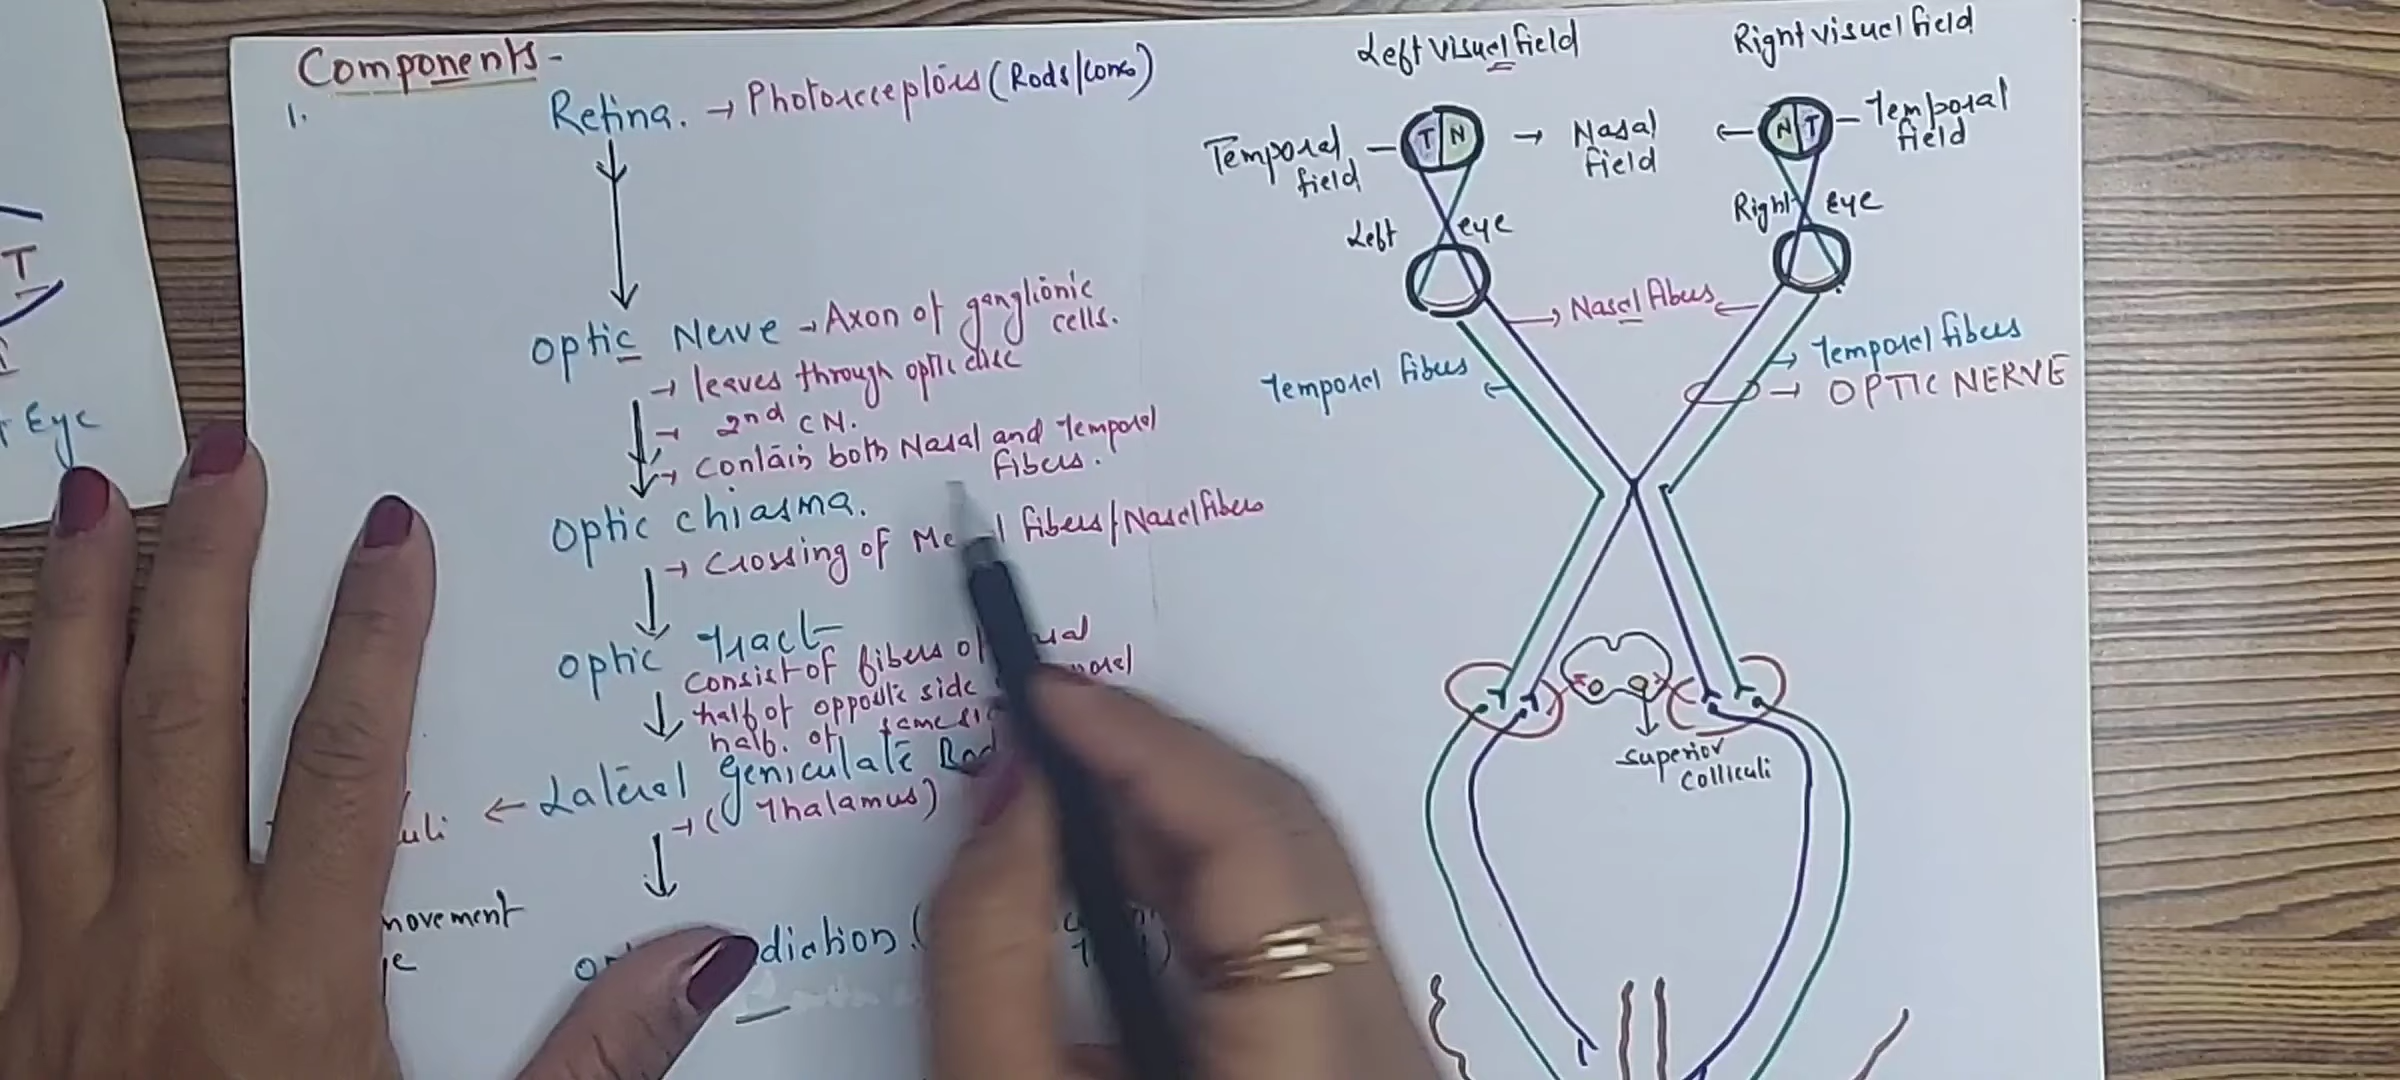 Components-
1.
Retina. → Photoreceptors (Rods/Cones)
Optic Nerve → Axon of ganglionic
cells.
→ leaves through optic disc
→ 2nd CN.
→ Contain both Nasal and Temporal
fibers.
Optic chiasma.
→ Crossing of fibers/Nasal fibers
Optic Tract
Consist of fibers of
half of opposite side
half. of same
← Lateral Geniculate
→ (Thalamus)
uli
movement
diation (
T
Eye
Left visual field
Right visual field
Temporal
field
T N
→ Nasal
field
←
N T
Temporal
field
Left eye
Right eye
→ Nasal fibers ←
Temporal fibers
→ Temporal fibers
→ OPTIC NERVE
Superior
Colliculi